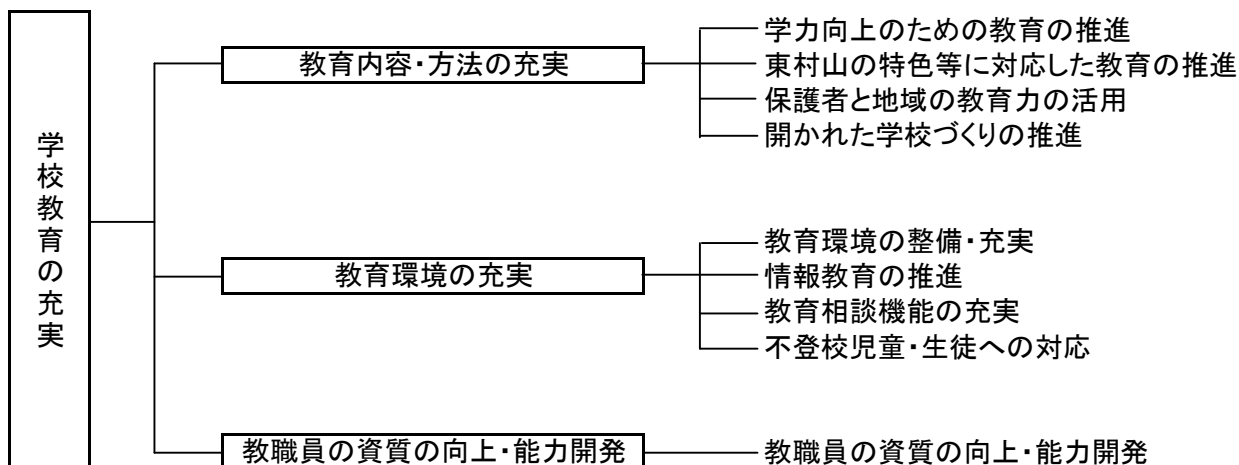 学校教育の充実
教育内容・方法の充実
学力向上のための教育の推進
東村山の特色等に対応した教育の推進
保護者と地域の教育力の活用
開かれた学校づくりの推進
教育環境の充実
教育環境の整備・充実
情報教育の推進
教育相談機能の充実
不登校児童・生徒への対応
教職員の資質の向上・能力開発
教職員の資質の向上・能力開発